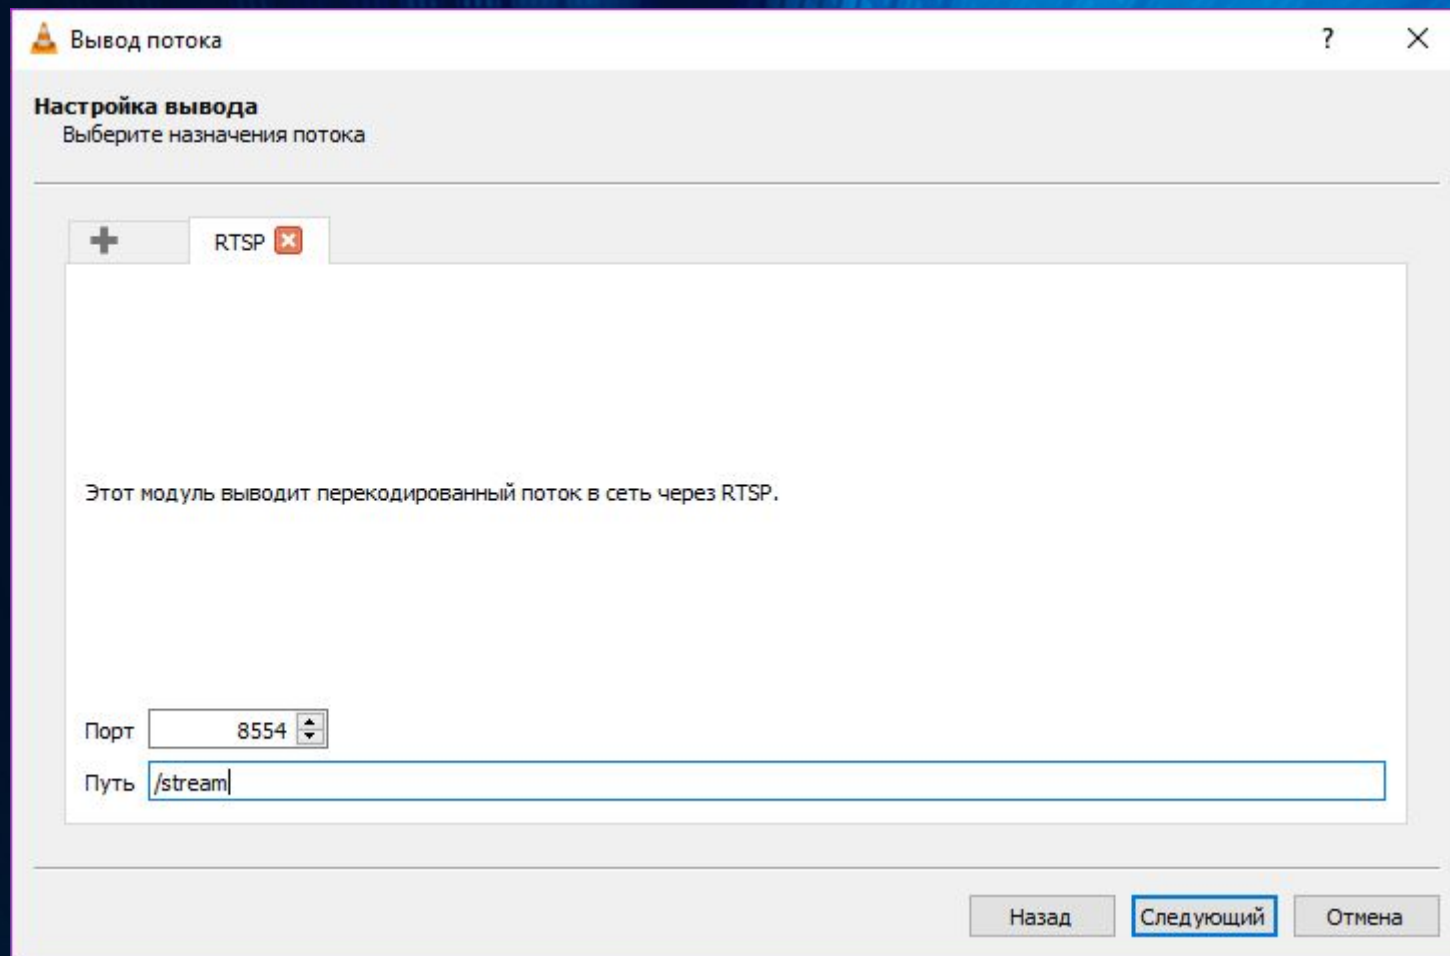 Вывод потока
Настройка вывода
Выберите назначения потока
RTSP
Этот модуль выводит перекодированный поток в сеть через RTSP.
Порт 8554
Путь /stream
Назад Следующий Отмена